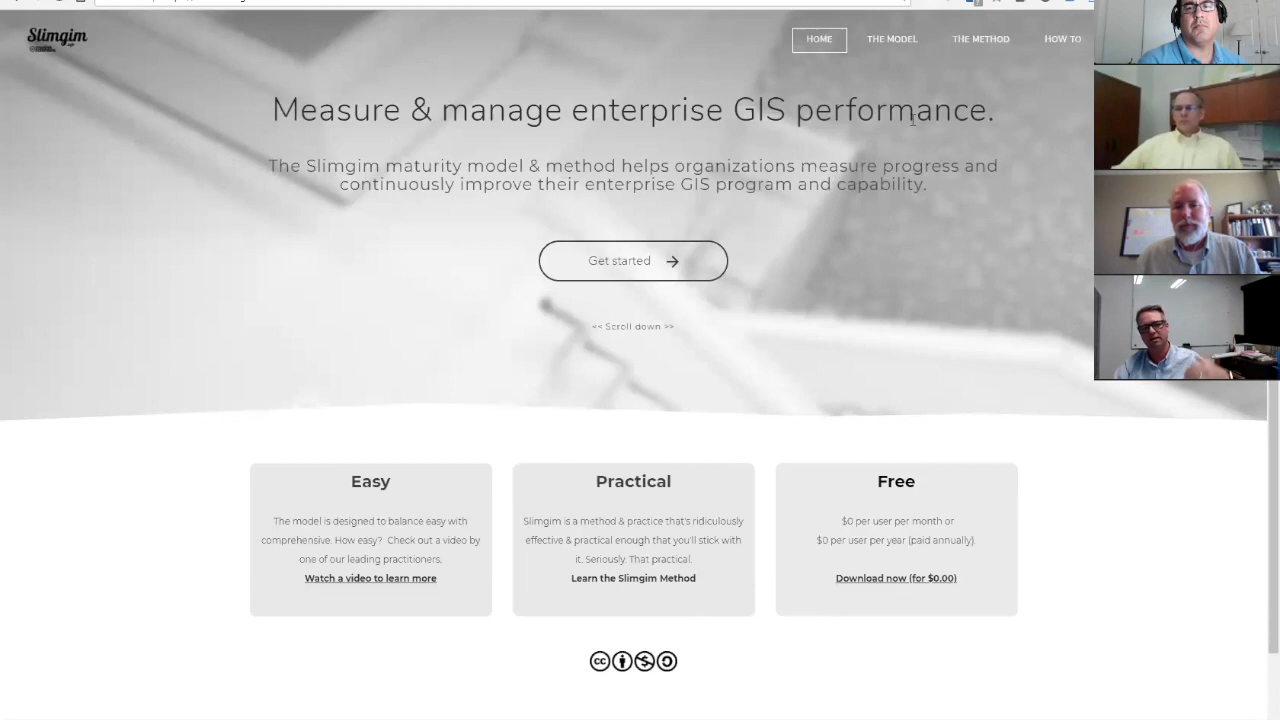 Slimgim
HOME
THE MODEL
THE METHOD
HOW TO
Measure & manage enterprise GIS performance.
The Slimgim maturity model & method helps organizations measure progress and
continuously improve their enterprise GIS program and capability.
Get started
<< Scroll down >>
Easy
The model is designed to balance easy with
comprehensive. How easy? Check out a video by
one of our leading practitioners.
Watch a video to learn more
Practical
Slimgim is a method & practice that's ridiculously
effective & practical enough that you'll stick with
it. Seriously. That practical.
Learn the Slimgim Method
Free
$0 per user per month or
$0 per user per year (paid annually).
Download now (for $0.00)
cc